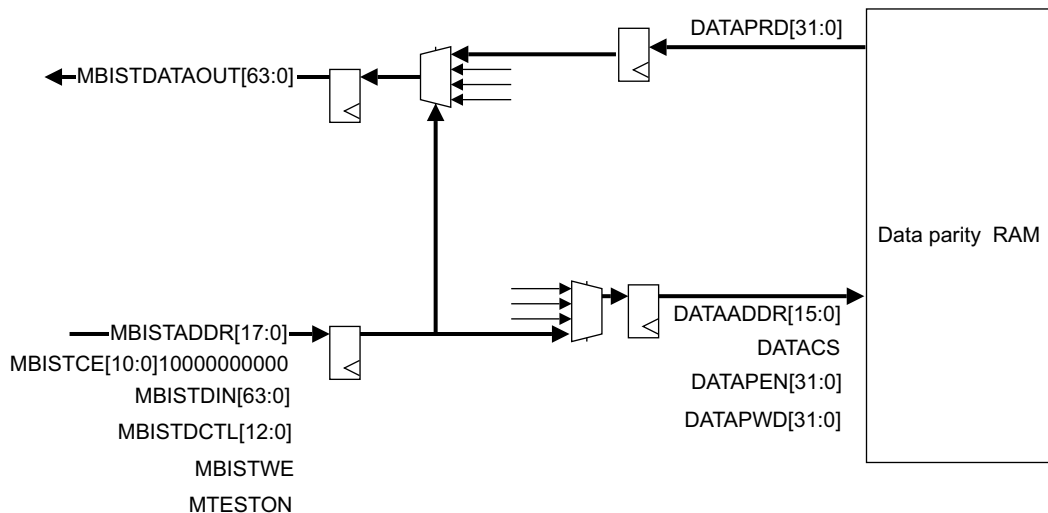 DATAPRD[31:0]
MBISTDATAOUT[63:0]
Data parity RAM
MBISTADDR[17:0]
DATAADDR[15:0]
MBISTCE[10:0]10000000000
DATACS
MBISTDIN[63:0]
DATAPEN[31:0]
MBISTDCTL[12:0]
DATAPWD[31:0]
MBISTWE
MTESTON